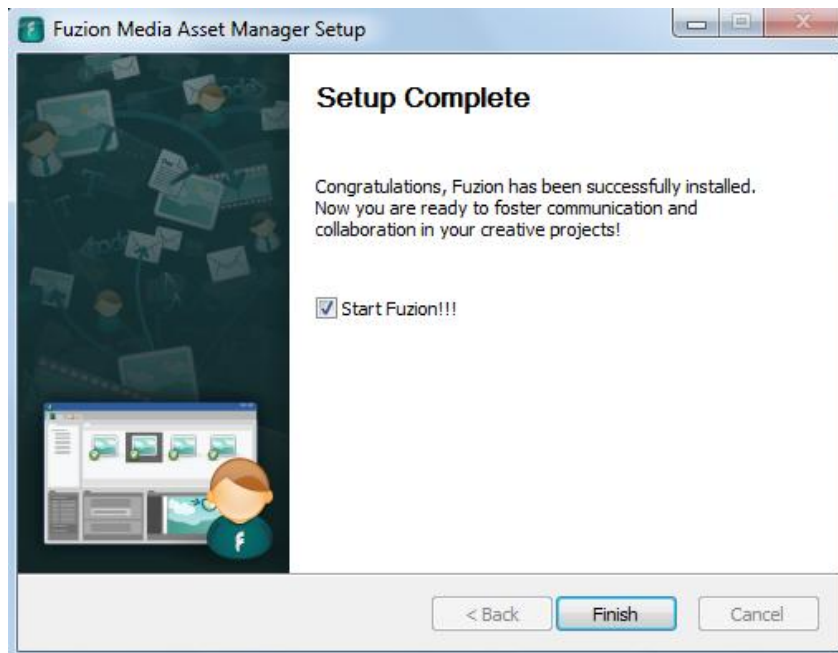 Fuzion Media Asset Manager Setup
Setup Complete
Congratulations, Fuzion has been successfully installed.
Now you are ready to foster communication and
collaboration in your creative projects!
Start Fuzion!!!
f
< Back
Finish
Cancel